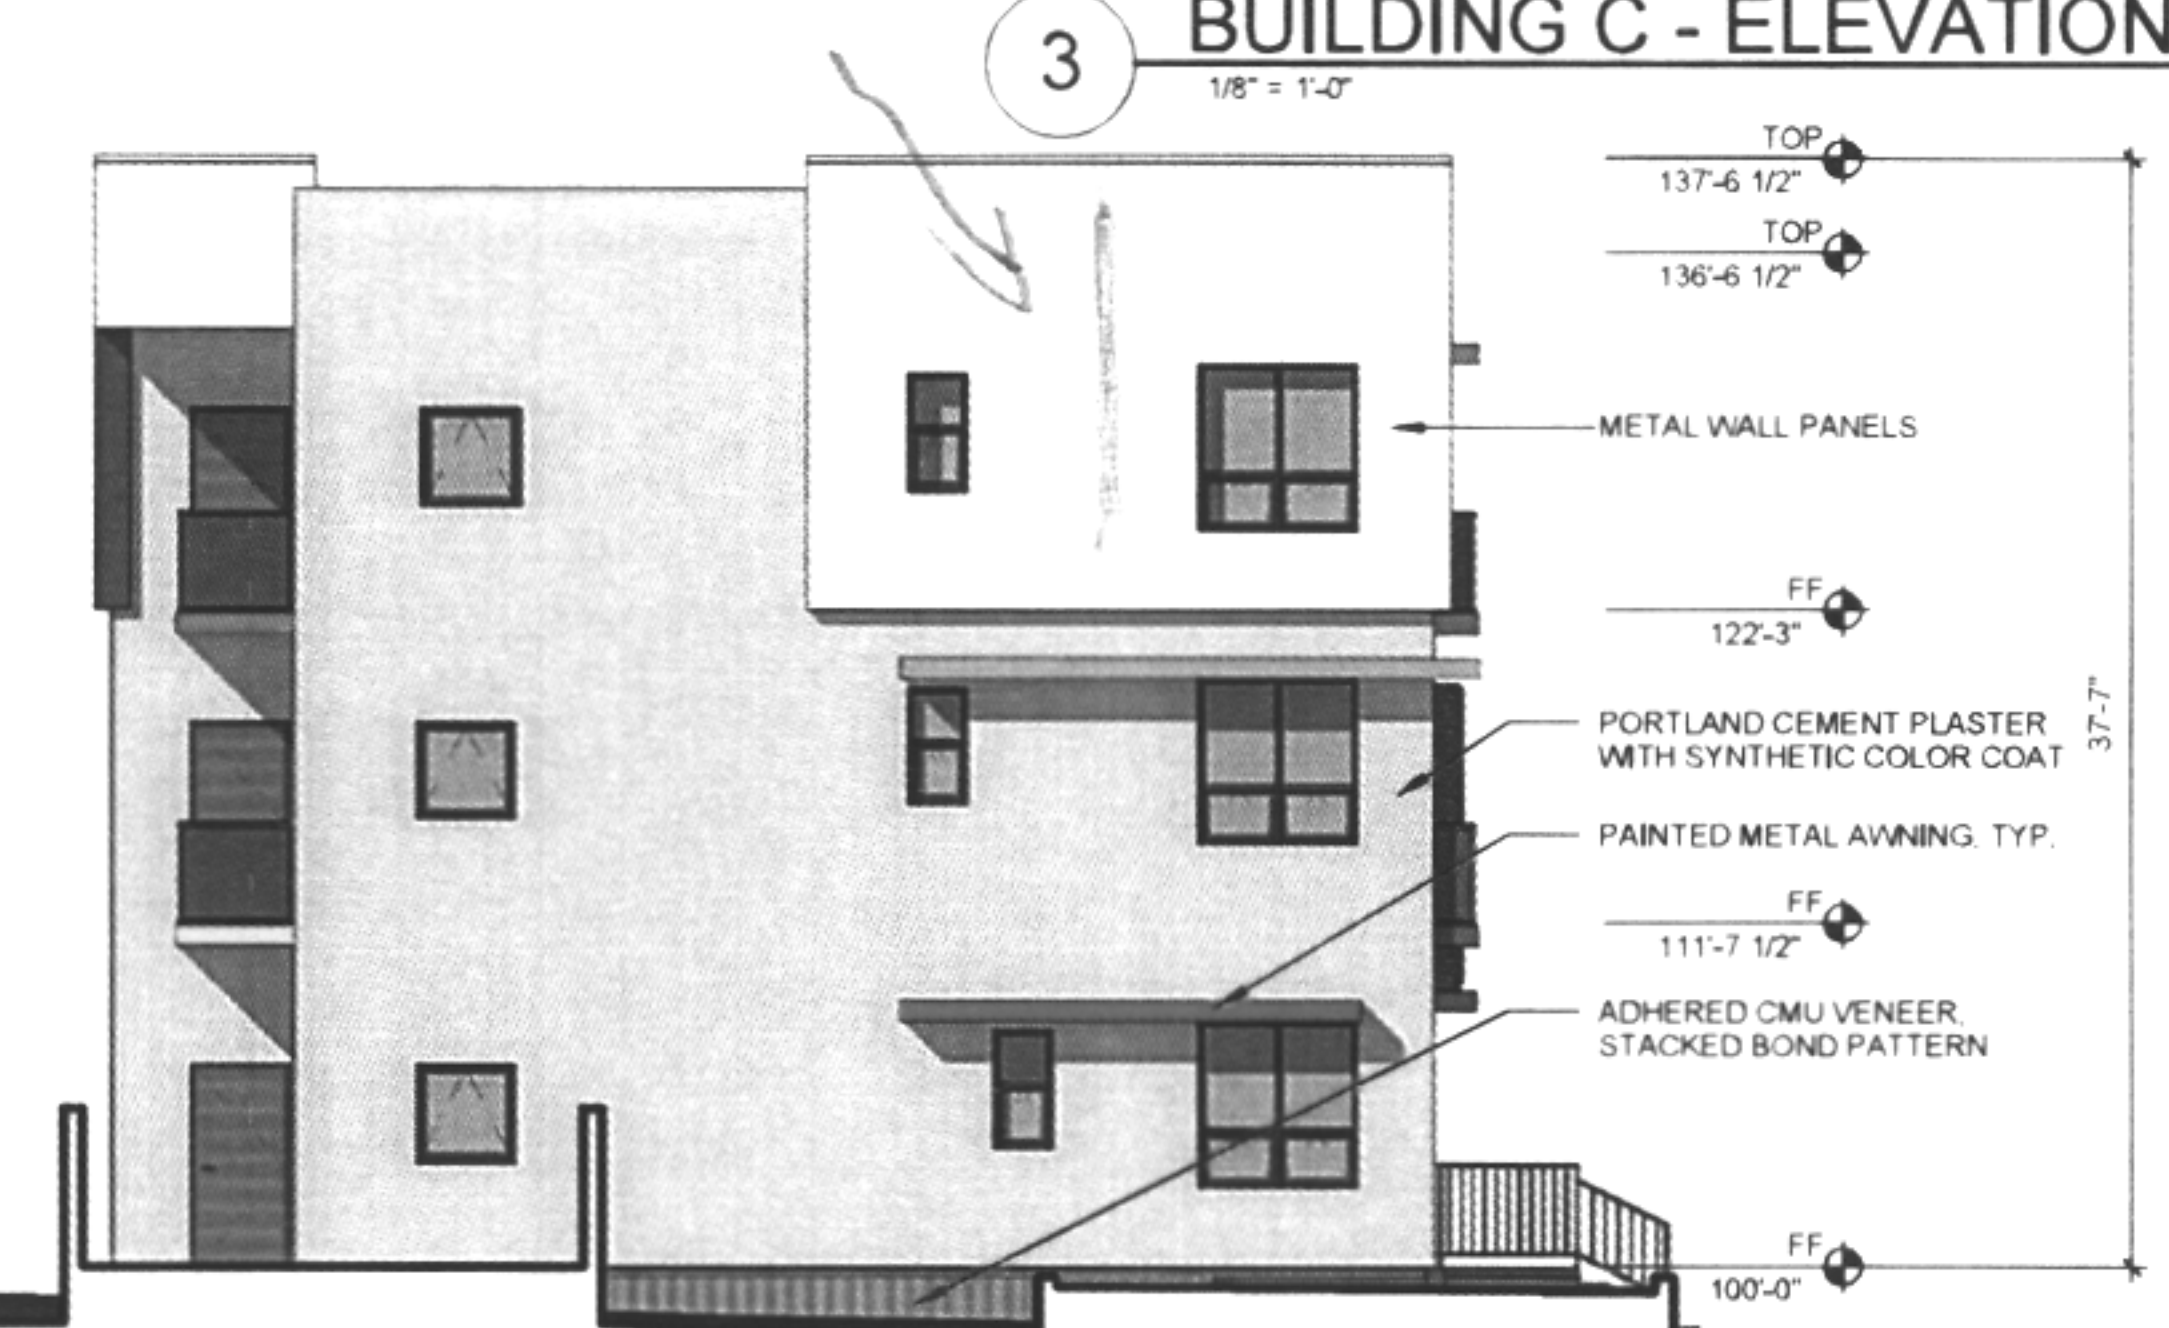 BUILDING C - ELEVATION
3
1/8" = 1'-0"
TOP
137'-6 1/2"
TOP
136'-6 1/2"
METAL WALL PANELS
FF
122'-3"
37'-7"
PORTLAND CEMENT PLASTER
WITH SYNTHETIC COLOR COAT
PAINTED METAL AWNING, TYP.
FF
111'-7 1/2"
ADHERED CMU VENEER,
STACKED BOND PATTERN
FF
100'-0"